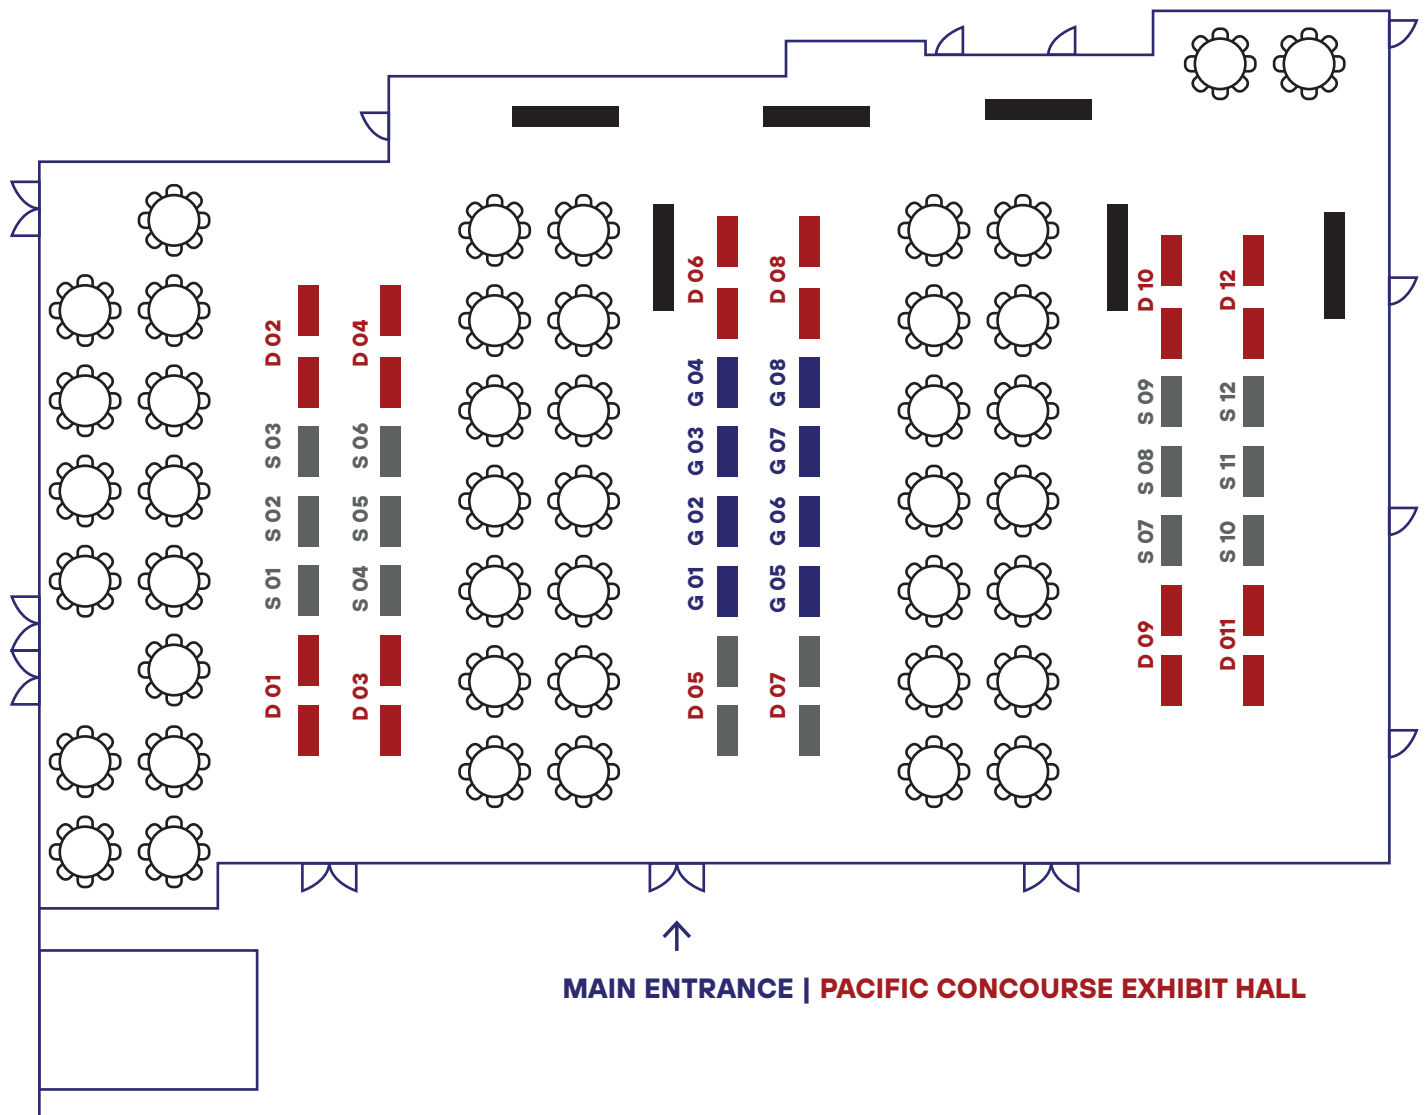 D 02
D 04
S 03
S 06
S 02
S 05
S 01
S 04
D 01
D 03
D 06
D 08
G 04
G 08
G 03
G 07
G 02
G 06
G 01
G 05
D 05
D 07
D 10
D 12
S 09
S 12
S 08
S 11
S 07
S 10
D 09
D 011
MAIN ENTRANCE | PACIFIC CONCOURSE EXHIBIT HALL